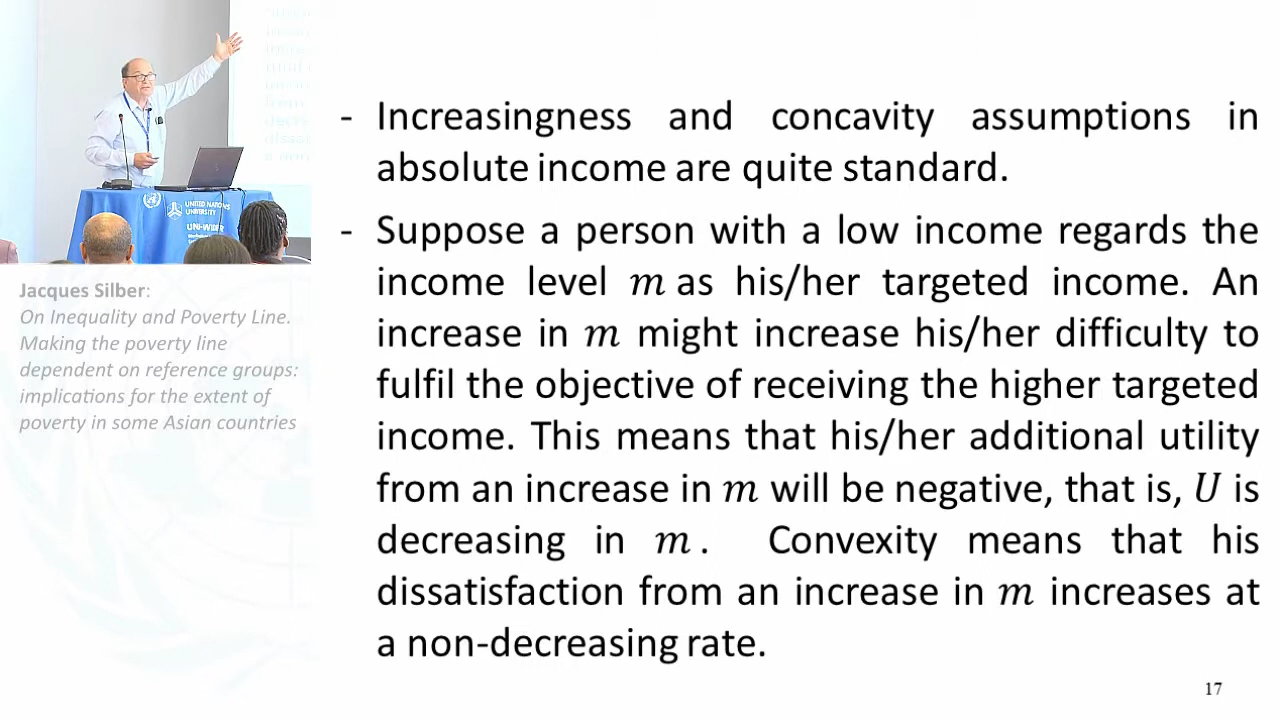 - Increasingness and concavity assumptions in
absolute income are quite standard.
- Suppose a person with a low income regards the
income level m as his/her targeted income. An
increase in m might increase his/her difficulty to
fulfil the objective of receiving the higher targeted
income. This means that his/her additional utility
from an increase in m will be negative, that is, U is
decreasing in m. Convexity means that his
dissatisfaction from an increase in m increases at
a non-decreasing rate.
UNITED NATIONS
UNIVERSITY
UNU-WIDER
Jacques Silber:
On Inequality and Poverty Line.
Making the poverty line
dependent on reference groups:
implications for the extent of
poverty in some Asian countries
17